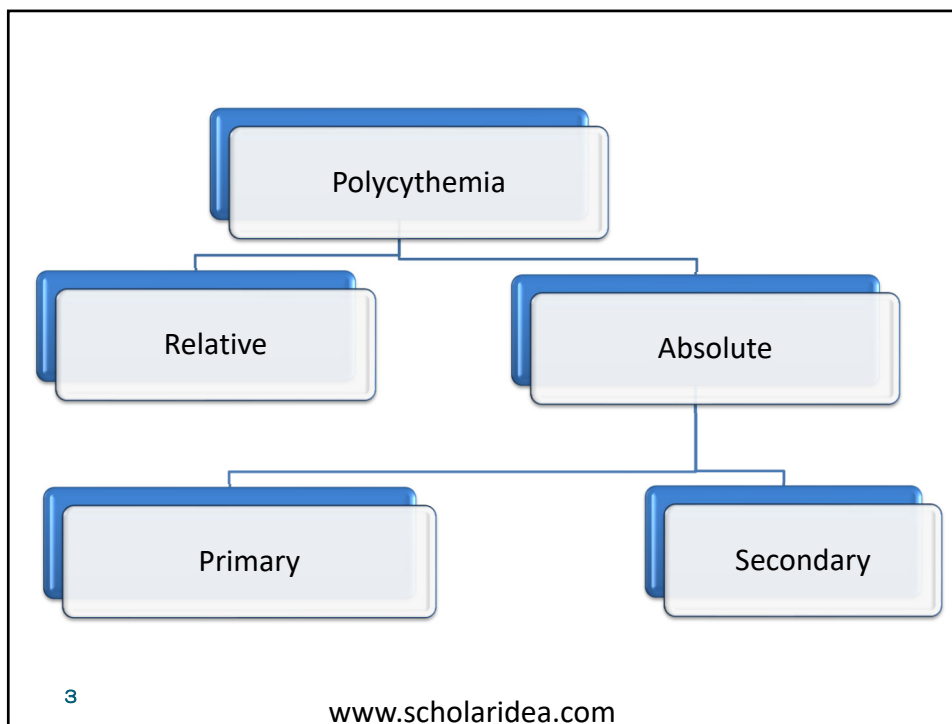 Polycythemia
Relative
Absolute
Primary
Secondary
3
www.scholaridea.com